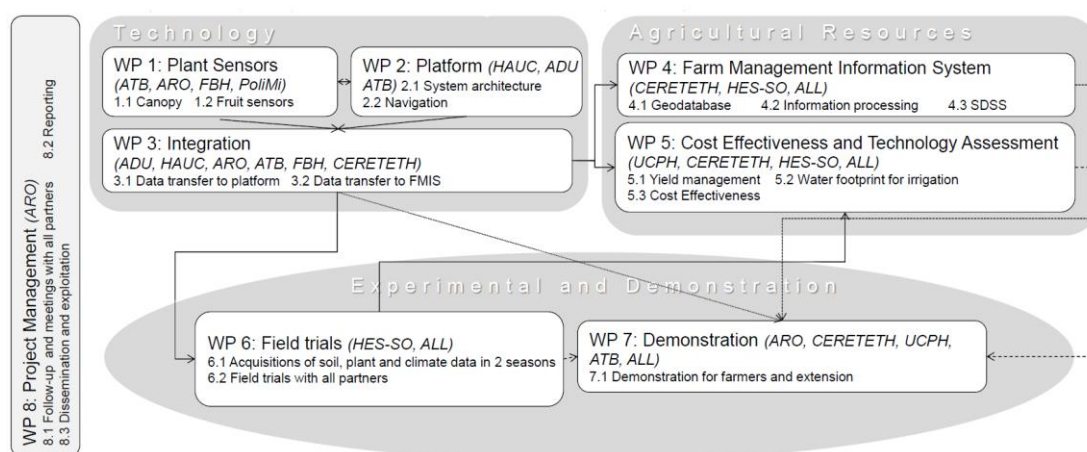 WP 8: Project Management (ARO)
8.1 Follow-up and meetings with all partners 8.2 Reporting
8.3 Dissemination and exploitation
Technology
WP 1: Plant Sensors
(ATB, ARO, FBH, PoliMi)
1.1 Canopy 1.2 Fruit sensors
WP 2: Platform (HAUC, ADU
ATB) 2.1 System architecture
2.2 Navigation
WP 3: Integration
(ADU, HAUC, ARO, ATB, FBH, CERETETH)
3.1 Data transfer to platform 3.2 Data transfer to FMIS
Agricultural Resources
WP 4: Farm Management Information System
(CERETETH, HES-SO, ALL)
4.1 Geodatabase 4.2 Information processing 4.3 SDSS
WP 5: Cost Effectiveness and Technology Assessment
(UCPH, CERETETH, HES-SO, ALL)
5.1 Yield management 5.2 Water footprint for irrigation
5.3 Cost Effectiveness
Experimental and Demonstration
WP 6: Field trials (HES-SO, ALL)
6.1 Acquisitions of soil, plant and climate data in 2 seasons
6.2 Field trials with all partners
WP 7: Demonstration (ARO, CERETETH, UCPH,
ATB, ALL)
7.1 Demonstration for farmers and extension